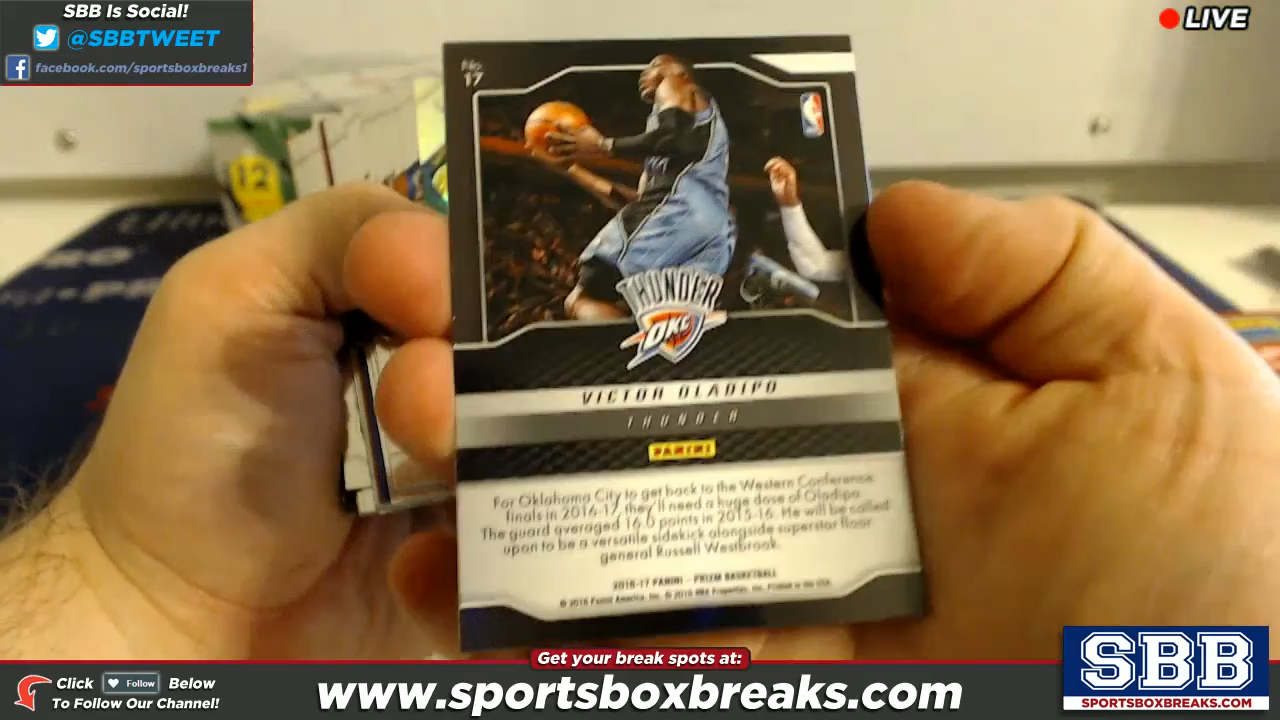 SBB Is Social!
@SBBTWEET
facebook.com/sportsboxbreaks1
LIVE
No.
17
12
THUNDER
OKC
VICTOR OLADIPO
THUNDER
PANINI
For Oklahoma City to get back to the Western Conference
finals in 2016-17, they'll need a huge dose of Oladipo.
The guard averaged 16.0 points in 2015-16. He will be called
upon to be a versatile sidekick alongside superstar floor
general Russell Westbrook.
2016-17 PANINI - PRIZM BASKETBALL
© 2016 Panini America, Inc. © 2016 NBA Properties, Inc. Printed in the USA.
Get your break spots at:
Click Follow Below
To Follow Our Channel!
www.sportsboxbreaks.com
SBB
SPORTSBOXBREAKS.COM